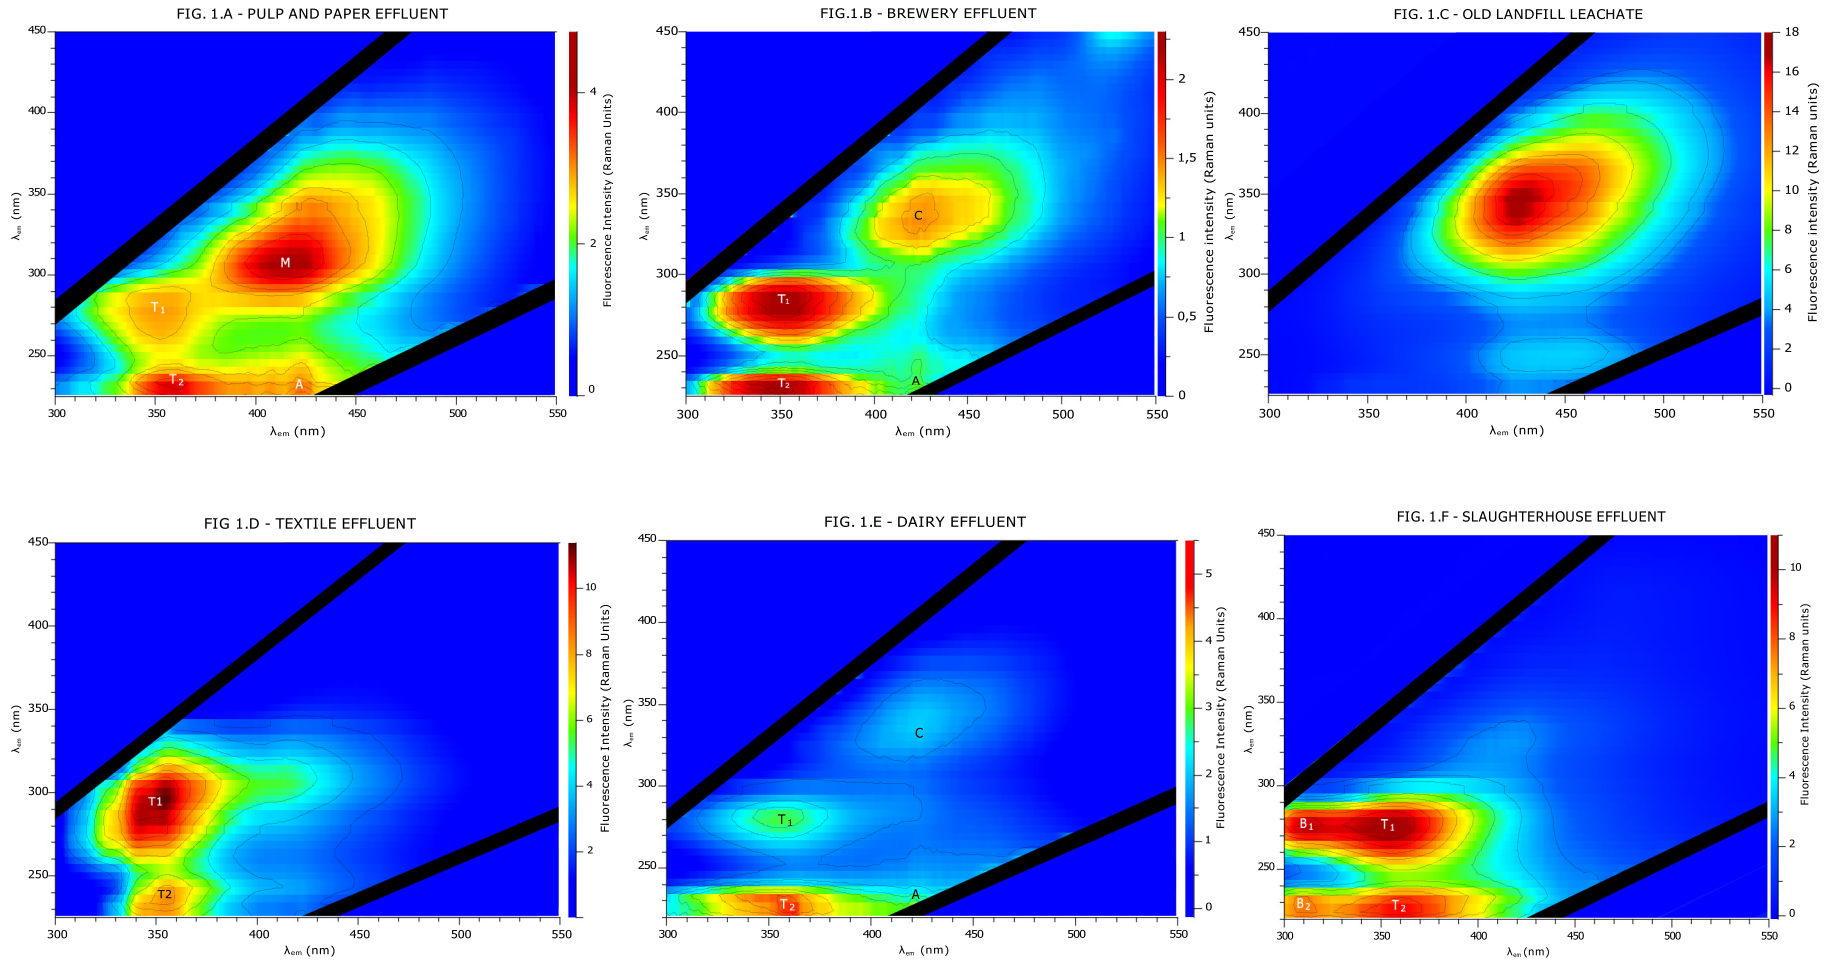 FIG. 1.A - PULP AND PAPER EFFLUENT
450
400
350
300
250
λem (nm)
300 350 400 450 500 550
λem (nm)
4
2
0
Fluorescence Intensity (Raman Units)
M
T1
T2
A
FIG.1.B - BREWERY EFFLUENT
450
400
350
300
250
λem (nm)
300 350 400 450 500 550
λem (nm)
2
1,5
1
0,5
0
Fluorescence intensity (Raman units)
C
T1
T2
A
FIG. 1.C - OLD LANDFILL LEACHATE
450
400
350
300
250
λem (nm)
300 350 400 450 500 550
λem (nm)
18
16
14
12
10
8
6
4
2
0
Fluorescence Intensity (Raman units)
FIG 1.D - TEXTILE EFFLUENT
450
400
350
300
250
λem (nm)
300 350 400 450 500 550
λem (nm)
10
8
6
4
2
Fluorescence Intensity (Raman Units)
T1
T2
FIG. 1.E - DAIRY EFFLUENT
450
400
350
300
250
λem (nm)
300 350 400 450 500 550
λem (nm)
5
4
3
2
1
0
Fluorescence Intensity (Raman Units)
C
T1
T2
A
FIG. 1.F - SLAUGHTERHOUSE EFFLUENT
450
400
350
300
250
λem (nm)
300 350 400 450 500 550
λem (nm)
10
8
6
4
2
0
Fluorescence Intensity (Raman units)
B1 T1
B2 T2